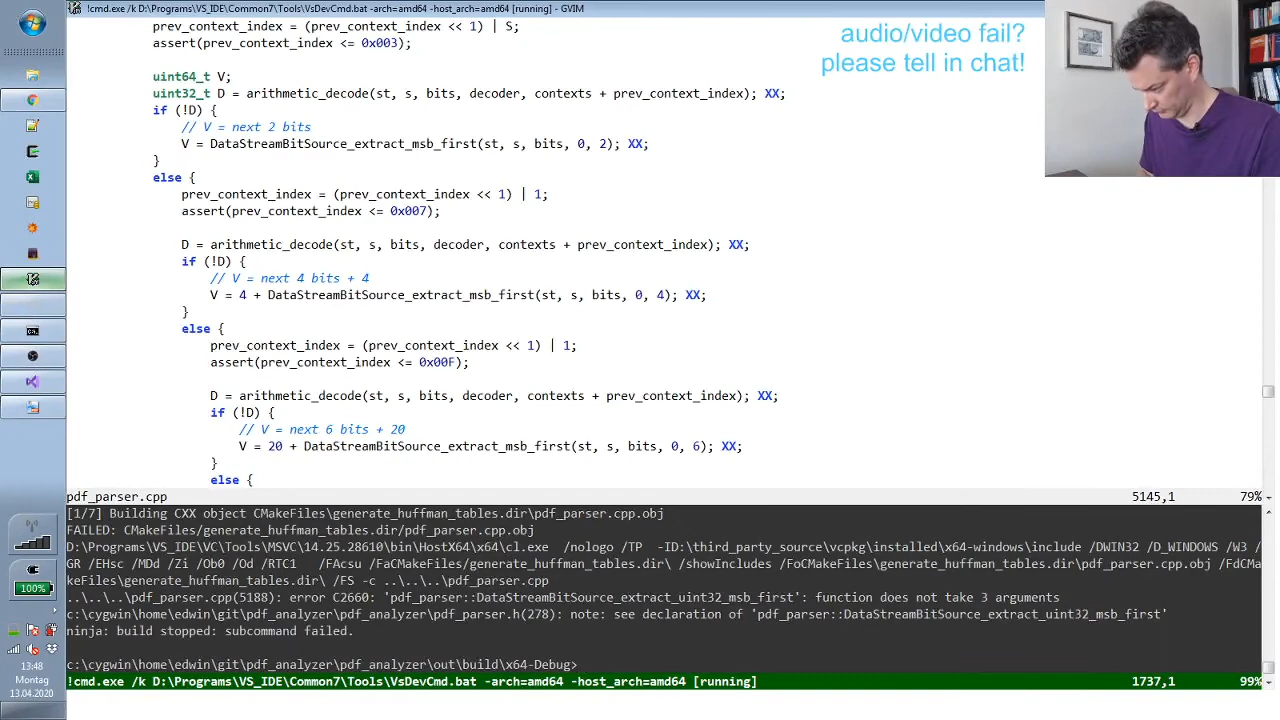 !cmd.exe /k D:\Programs\VS_IDE\Common7\Tools\VsDevCmd.bat -arch=amd64 -host_arch=amd64 [running] - GVIM
audio/video fail?
please tell in chat!
prev_context_index = (prev_context_index << 1) | S;
assert(prev_context_index <= 0x003);
uint64_t V;
uint32_t D = arithmetic_decode(st, s, bits, decoder, contexts + prev_context_index); XX;
if (!D) {
// V = next 2 bits
V = DataStreamBitSource_extract_msb_first(st, s, bits, 0, 2); XX;
}
else {
prev_context_index = (prev_context_index << 1) | 1;
assert(prev_context_index <= 0x007);
D = arithmetic_decode(st, s, bits, decoder, contexts + prev_context_index); XX;
if (!D) {
// V = next 4 bits + 4
V = 4 + DataStreamBitSource_extract_msb_first(st, s, bits, 0, 4); XX;
}
else {
prev_context_index = (prev_context_index << 1) | 1;
assert(prev_context_index <= 0x00F);
D = arithmetic_decode(st, s, bits, decoder, contexts + prev_context_index); XX;
if (!D) {
// V = next 6 bits + 20
V = 20 + DataStreamBitSource_extract_msb_first(st, s, bits, 0, 6); XX;
}
else {
pdf_parser.cpp 5145,1 79%
[1/7] Building CXX object CMakeFiles\generate_huffman_tables.dir\pdf_parser.cpp.obj
FAILED: CMakeFiles/generate_huffman_tables.dir/pdf_parser.cpp.obj
D:\Programs\VS_IDE\VC\Tools\MSVC\14.25.28610\bin\HostX64\x64\cl.exe /nologo /TP -ID:\third_party_source\vcpkg\installed\x64-windows\include /DWIN32 /D_WINDOWS /W3 /
GR /EHsc /MDd /Zi /Ob0 /Od /RTC1 /FAcsu /FaCMakeFiles/generate_huffman_tables.dir\ /showIncludes /FoCMakeFiles\generate_huffman_tables.dir\pdf_parser.cpp.obj /FdCMa
keFiles\generate_huffman_tables.dir\ /FS -c ..\..\..\pdf_parser.cpp
..\..\..\pdf_parser.cpp(5188): error C2660: 'pdf_parser::DataStreamBitSource_extract_uint32_msb_first': function does not take 3 arguments
c:\cygwin\home\edwin\git\pdf_analyzer\pdf_analyzer\pdf_parser.h(278): note: see declaration of 'pdf_parser::DataStreamBitSource_extract_uint32_msb_first'
ninja: build stopped: subcommand failed.
c:\cygwin\home\edwin\git\pdf_analyzer\pdf_analyzer\out\build\x64-Debug>
!cmd.exe /k D:\Programs\VS_IDE\Common7\Tools\VsDevCmd.bat -arch=amd64 -host_arch=amd64 [running] 1737,1 99%
100%
13:48
Montag
13.04.2020